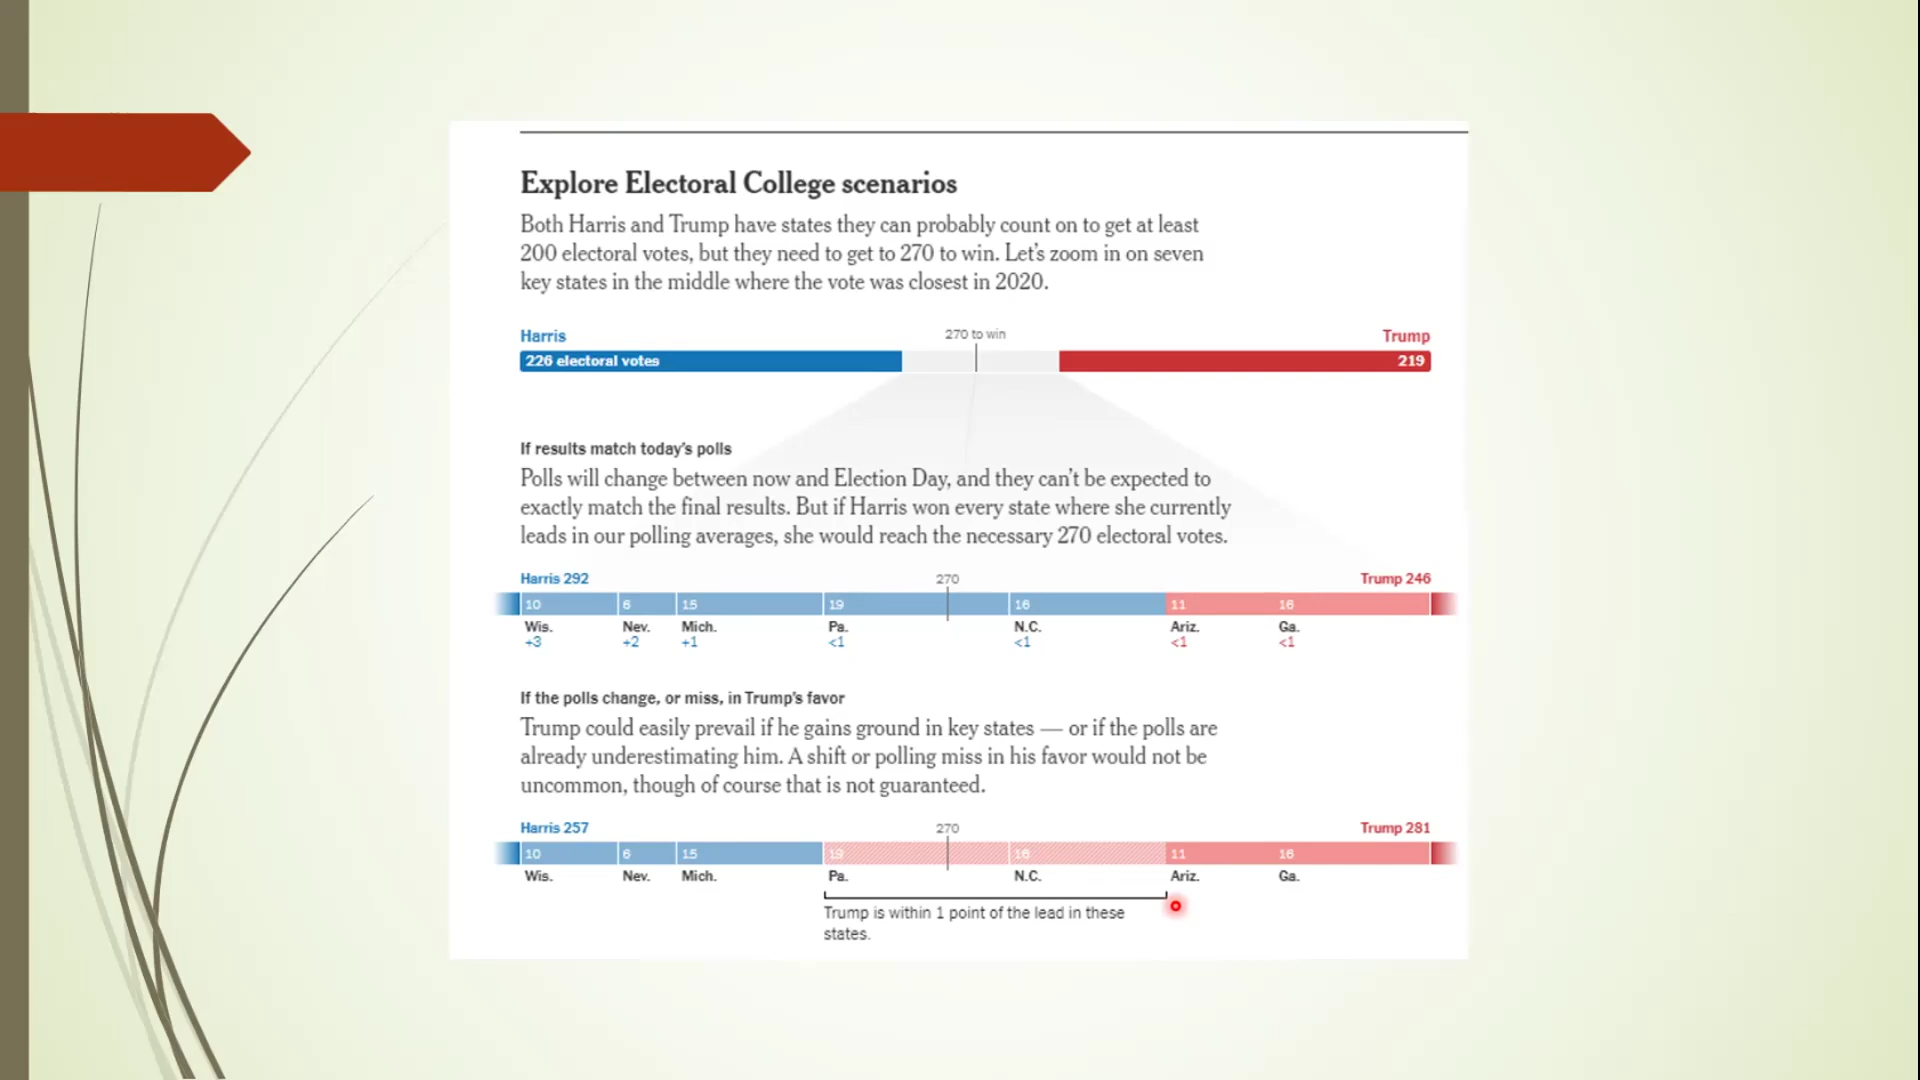 Explore Electoral College scenarios
Both Harris and Trump have states they can probably count on to get at least
200 electoral votes, but they need to get to 270 to win. Let's zoom in on seven
key states in the middle where the vote was closest in 2020.
Harris 270 to win Trump
226 electoral votes 219
If results match today's polls
Polls will change between now and Election Day, and they can't be expected to
exactly match the final results. But if Harris won every state where she currently
leads in our polling averages, she would reach the necessary 270 electoral votes.
Harris 292 270 Trump 246
10 6 15 19 16 11 16
Wis. Nev. Mich. Pa. N.C. Ariz. Ga.
+3 +2 +1 <1 <1 <1 <1
If the polls change, or miss, in Trump's favor
Trump could easily prevail if he gains ground in key states — or if the polls are
already underestimating him. A shift or polling miss in his favor would not be
uncommon, though of course that is not guaranteed.
Harris 257 270 Trump 281
10 6 15 19 16 11 16
Wis. Nev. Mich. Pa. N.C. Ariz. Ga.
Trump is within 1 point of the lead in these
states.